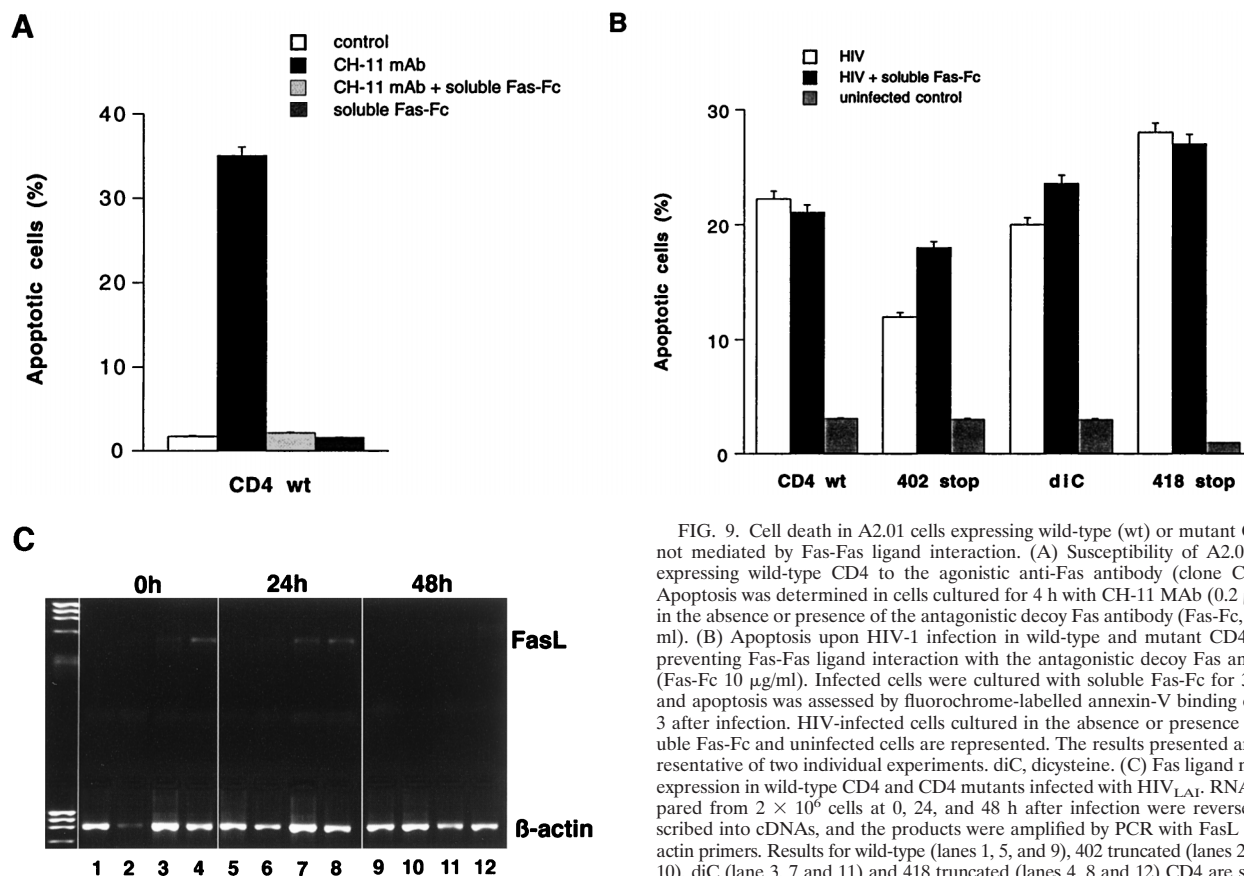 A
control
CH-11 mAb
CH-11 mAb + soluble Fas-Fc
soluble Fas-Fc
Apoptotic cells (%)
40
30
20
10
0
CD4 wt
B
HIV
HIV + soluble Fas-Fc
uninfected control
Apoptotic cells (%)
30
20
10
0
CD4 wt 402 stop diC 418 stop
C
0h 24h 48h
FasL
ß-actin
1 2 3 4 5 6 7 8 9 10 11 12
FIG. 9. Cell death in A2.01 cells expressing wild-type (wt) or mutant
not mediated by Fas-Fas ligand interaction. (A) Susceptibility of A2.0
expressing wild-type CD4 to the agonistic anti-Fas antibody (clone C
Apoptosis was determined in cells cultured for 4 h with CH-11 MAb (0.2
in the absence or presence of the antagonistic decoy Fas antibody (Fas-Fc,
ml). (B) Apoptosis upon HIV-1 infection in wild-type and mutant CD4
preventing Fas-Fas ligand interaction with the antagonistic decoy Fas an
(Fas-Fc 10 μg/ml). Infected cells were cultured with soluble Fas-Fc for 3
and apoptosis was assessed by fluorochrome-labelled annexin-V binding
3 after infection. HIV-infected cells cultured in the absence or presence
uble Fas-Fc and uninfected cells are represented. The results presented a
resentative of two individual experiments. diC, dicysteine. (C) Fas ligand
expression in wild-type CD4 and CD4 mutants infected with HIVLAI. RNA
pared from 2 × 10⁶ cells at 0, 24, and 48 h after infection were reverse
scribed into cDNAs, and the products were amplified by PCR with FasL
actin primers. Results for wild-type (lanes 1, 5, and 9), 402 truncated (lanes 2
10), diC (lane 3, 7 and 11) and 418 truncated (lanes 4, 8 and 12) CD4 are s